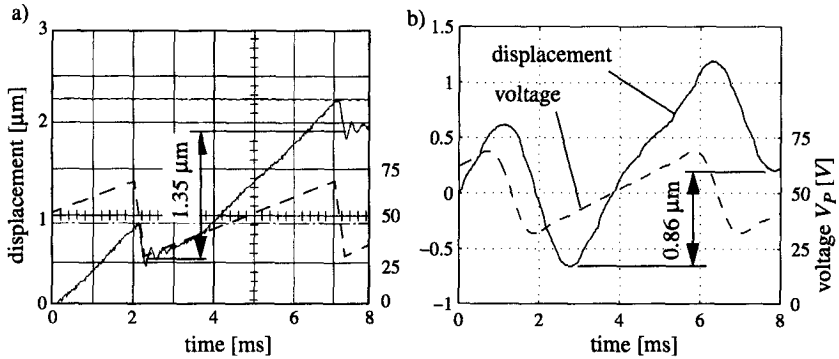 a)
displacement [μm]
3
2
1
0
75
50
25
0
1.35 μm
0 2 4 6 8
time [ms]
b)
1.5
1
0.5
0
-0.5
-1
displacement
voltage
0.86 μm
75
50
25
0
voltage VP [V]
0 2 4 6 8
time [ms]